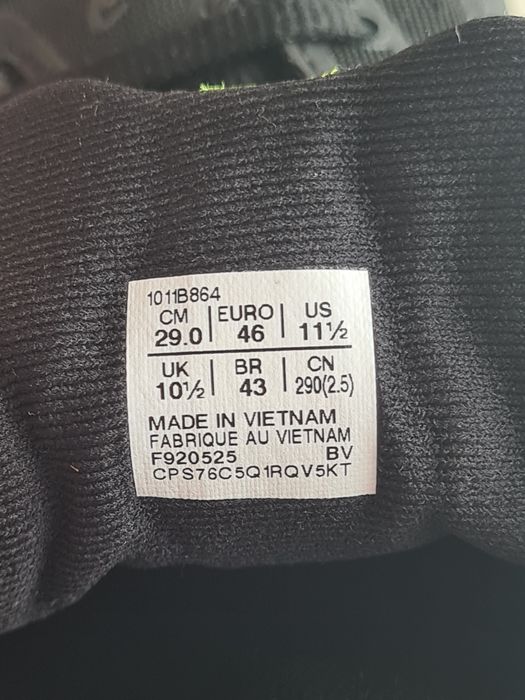 1011B864
CM EURO US
29.0 46 11½
UK BR CN
10½ 43 290(2.5)
MADE IN VIETNAM
FABRIQUE AU VIETNAM
F920525 BV
CPS76C5Q1RQV5KT